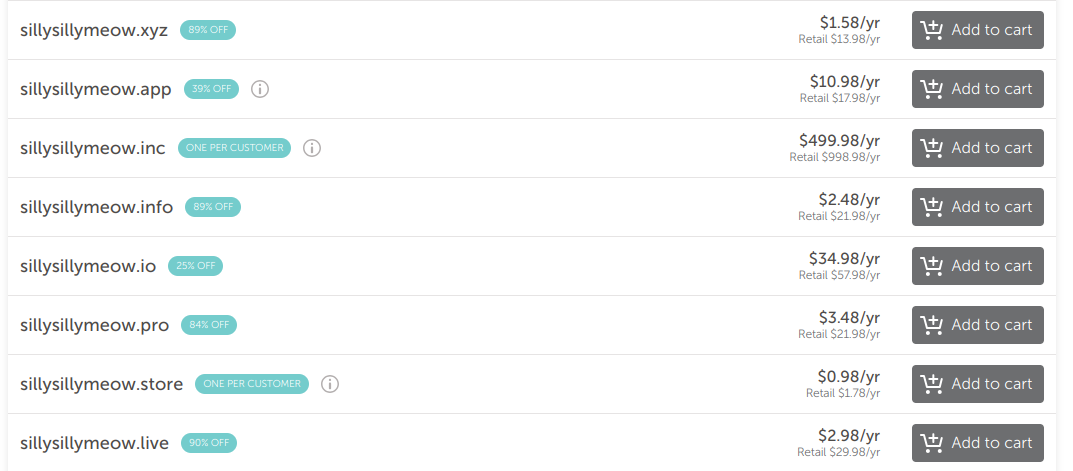 sillysillymeow.xyz 89% OFF $1.58/yr Add to cart
Retail $13.98/yr
sillysillymeow.app 39% OFF $10.98/yr Add to cart
Retail $17.98/yr
sillysillymeow.inc ONE PER CUSTOMER $499.98/yr Add to cart
Retail $998.98/yr
sillysillymeow.info 89% OFF $2.48/yr Add to cart
Retail $21.98/yr
sillysillymeow.io 25% OFF $34.98/yr Add to cart
Retail $57.98/yr
sillysillymeow.pro 84% OFF $3.48/yr Add to cart
Retail $21.98/yr
sillysillymeow.store ONE PER CUSTOMER $0.98/yr Add to cart
Retail $1.78/yr
sillysillymeow.live 90% OFF $2.98/yr Add to cart
Retail $29.98/yr